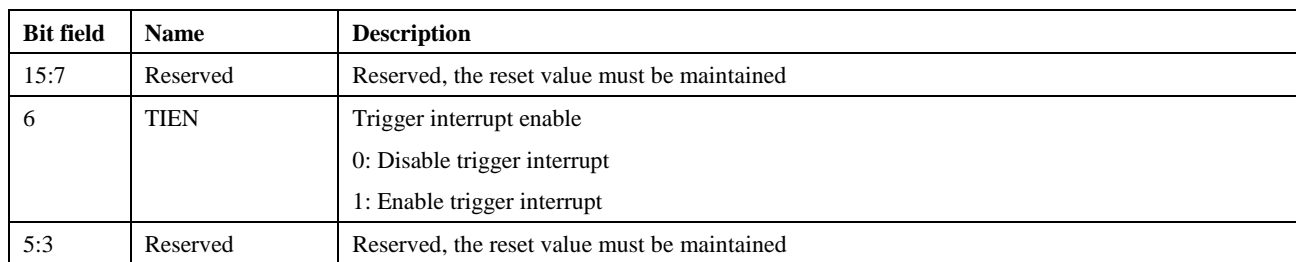 Bit field Name Description
15:7 Reserved Reserved, the reset value must be maintained
6 TIEN Trigger interrupt enable
0: Disable trigger interrupt
1: Enable trigger interrupt
5:3 Reserved Reserved, the reset value must be maintained